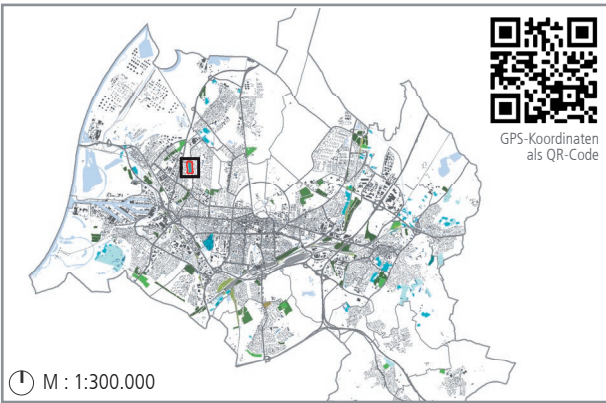 GPS-Koordinaten
als QR-Code
M : 1:300.000